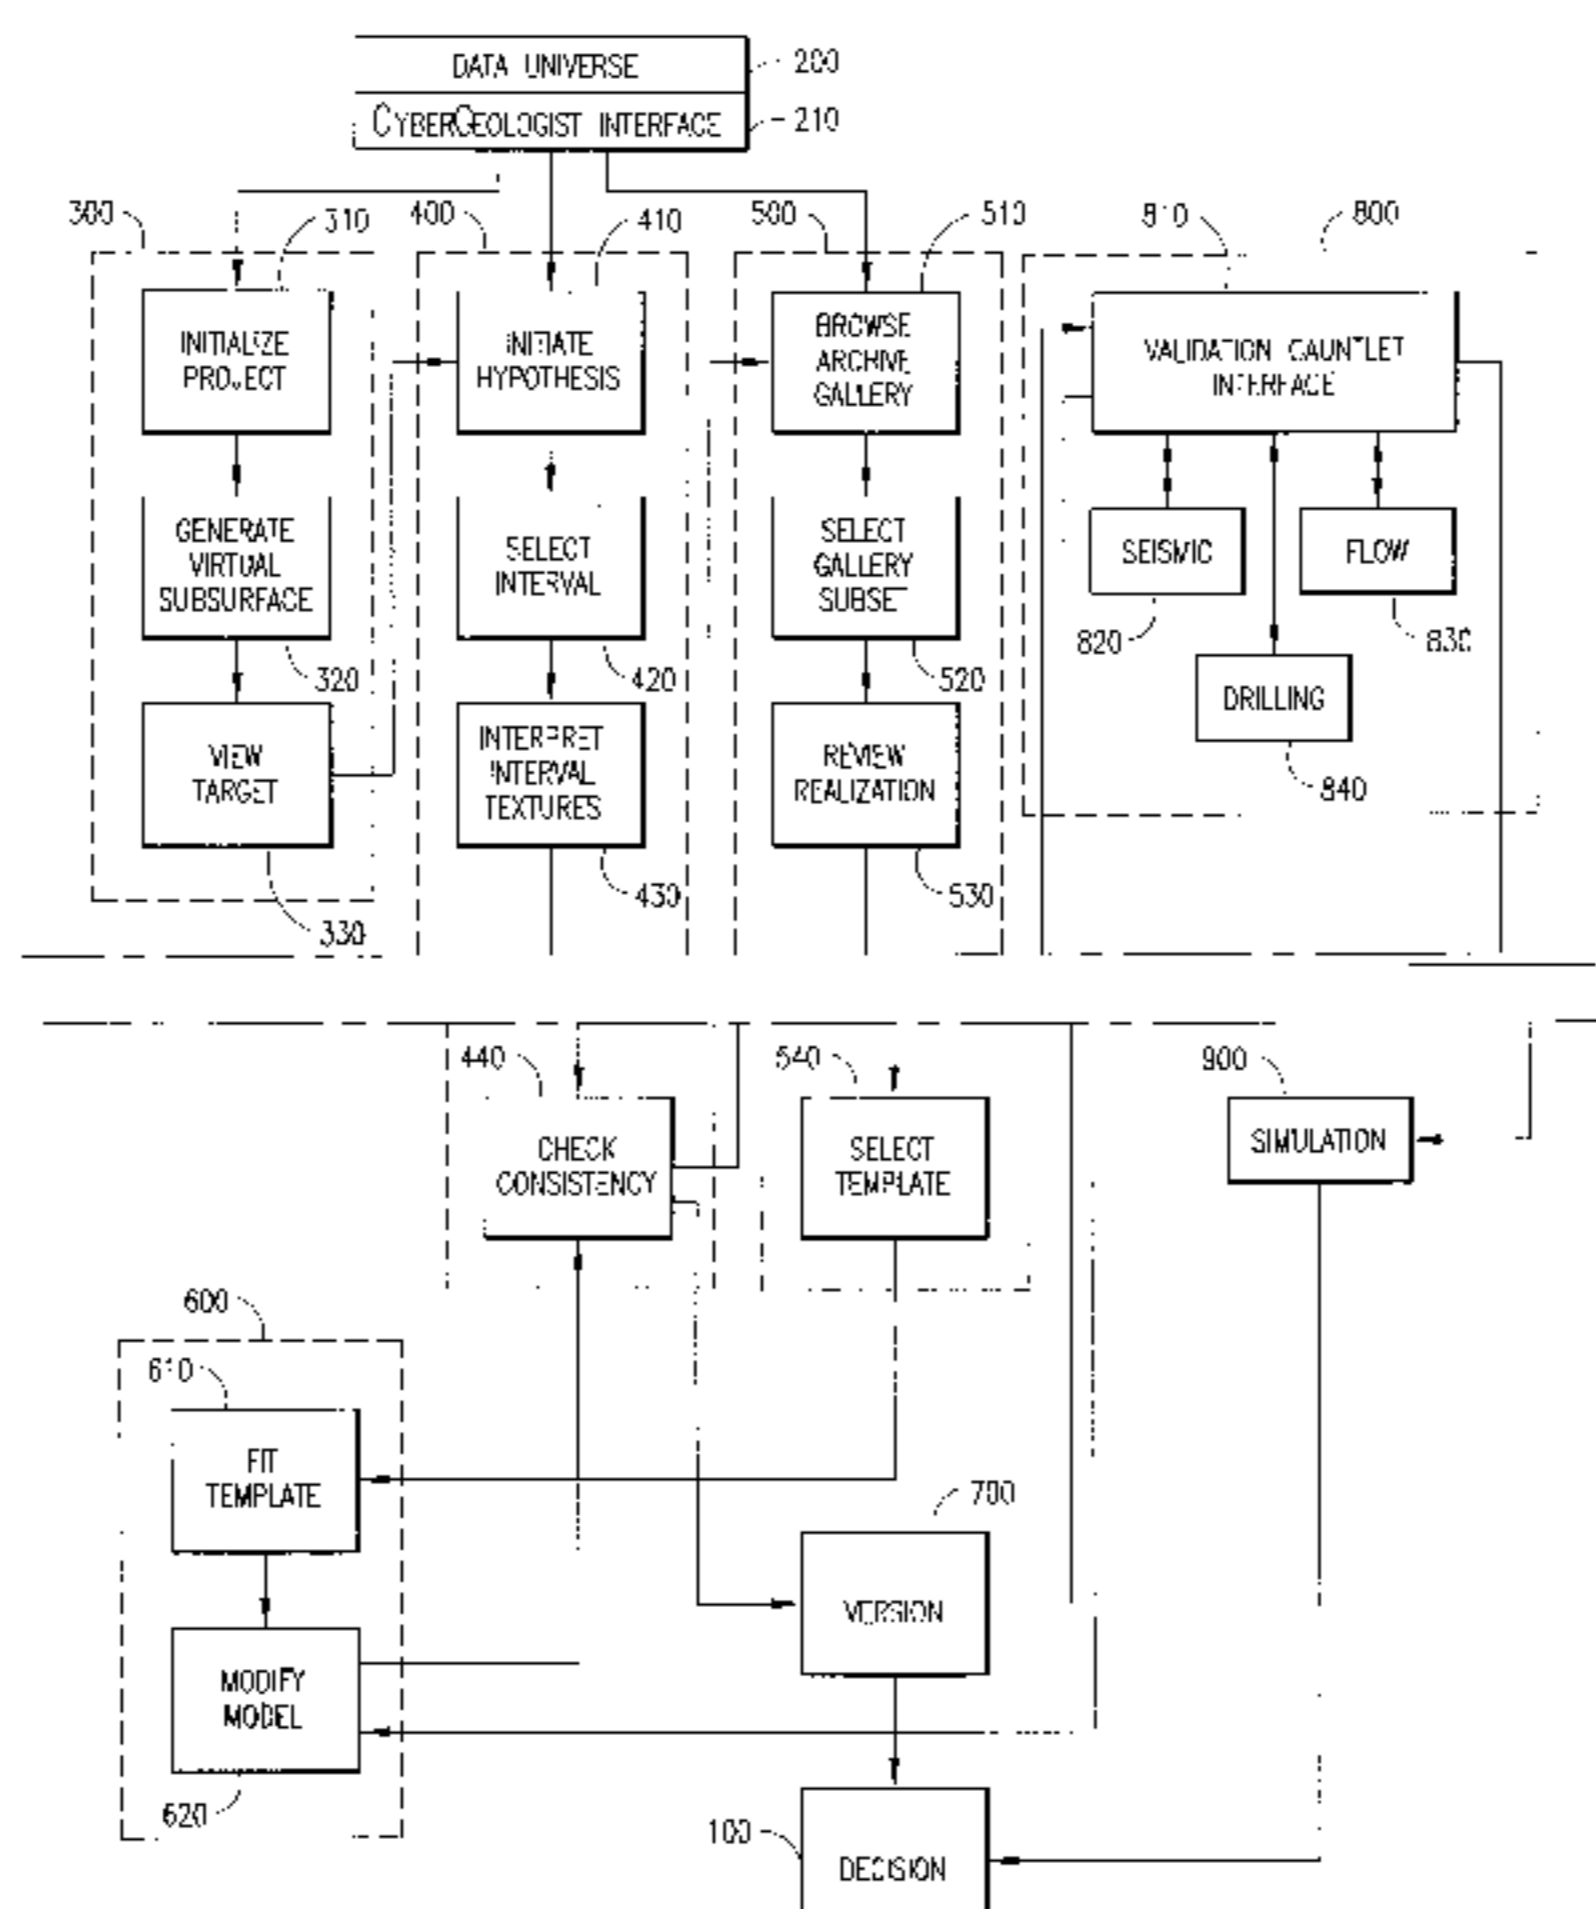 DATA UNIVERSE
200
CYBERGEOLOGIST INTERFACE
210
300
310
400
410
500
510
810
800
INITIALIZE
PROJECT
INITIATE
HYPOTHESIS
BROWSE
ARCHIVE
GALLERY
VALIDATION GAUNTLET
INTERFACE
GENERATE
VIRTUAL
SUBSURFACE
SELECT
INTERVAL
SELECT
GALLERY
SUBSET
SEISMIC
FLOW
320
420
520
820
830
VIEW
TARGET
INTERPRET
INTERVAL
TEXTURES
REVIEW
REALIZATION
DRILLING
840
330
430
530
440
540
900
CHECK
CONSISTENCY
SELECT
TEMPLATE
SIMULATION
600
610
FIT
TEMPLATE
700
VERSION
MODIFY
MODEL
620
100
DECISION